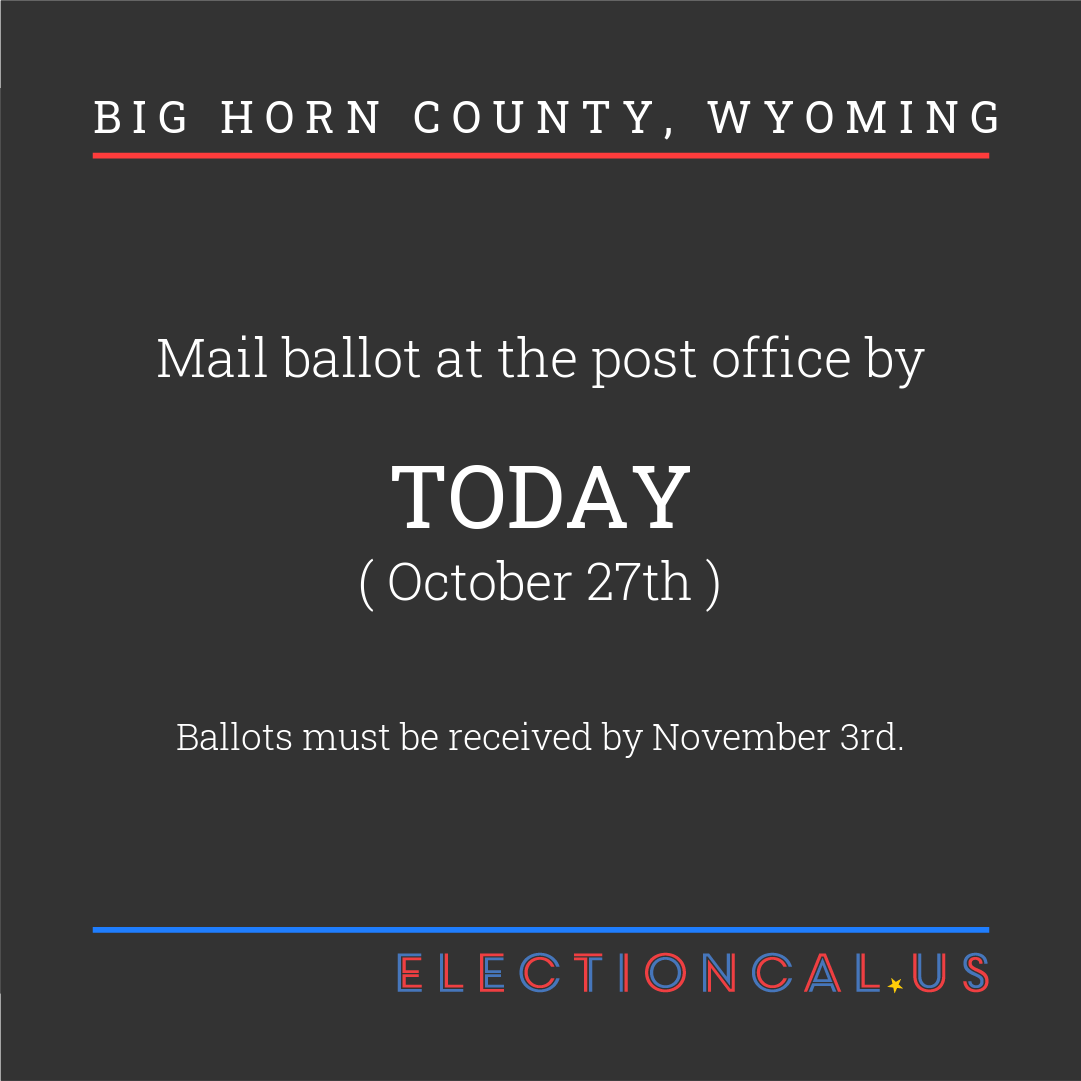 BIG HORN COUNTY, WYOMING
Mail ballot at the post office by
TODAY
( October 27th )
Ballots must be received by November 3rd.
ELECTIONCAL.US